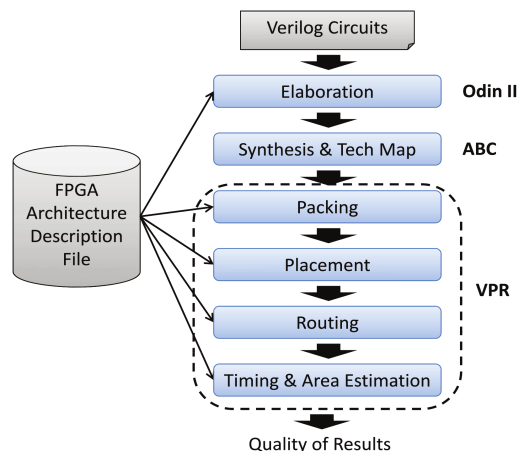 Verilog Circuits
Elaboration
Odin II
Synthesis & Tech Map
ABC
FPGA
Architecture
Description
File
Packing
Placement
VPR
Routing
Timing & Area Estimation
Quality of Results